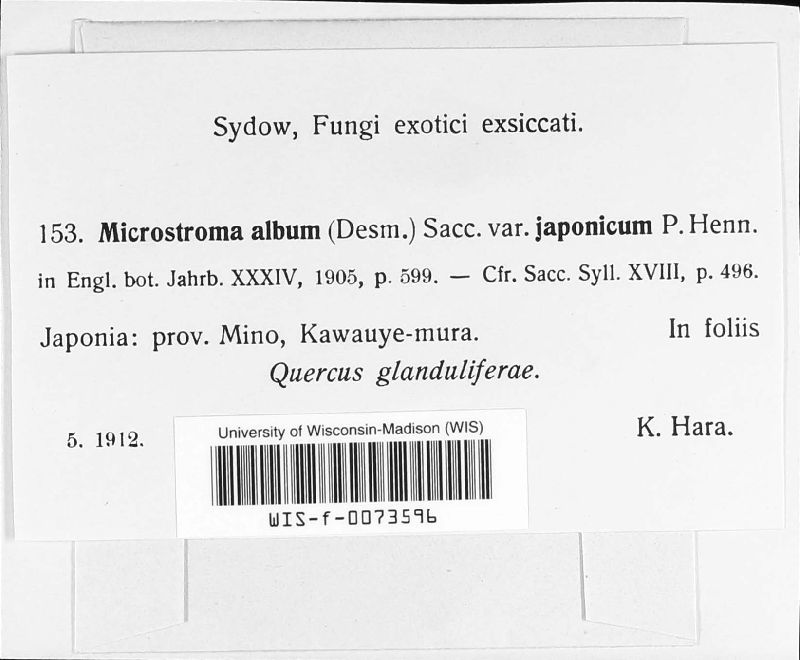 Sydow, Fungi exotici exsiccati.
153. Microstroma album (Desm.) Sacc. var. japonicum P. Henn.
in Engl. bot. Jahrb. XXXIV, 1905, p. 599. — Cfr. Sacc. Syll. XVIII, p. 496.
Japonia: prov. Mino, Kawauye-mura. In foliis
Quercus glanduliferae.
5. 1912. K. Hara.
University of Wisconsin-Madison (WIS)
WIS-f-0073596